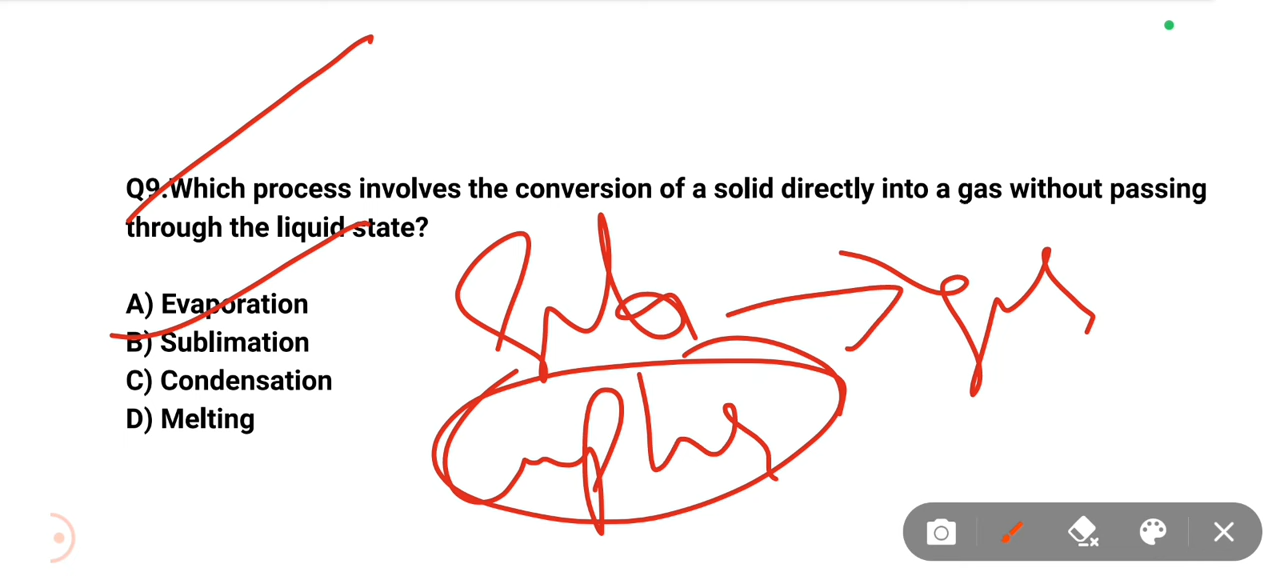 Q9.Which process involves the conversion of a solid directly into a gas without passing
through the liquid state?
A) Evaporation
B) Sublimation
C) Condensation
D) Melting